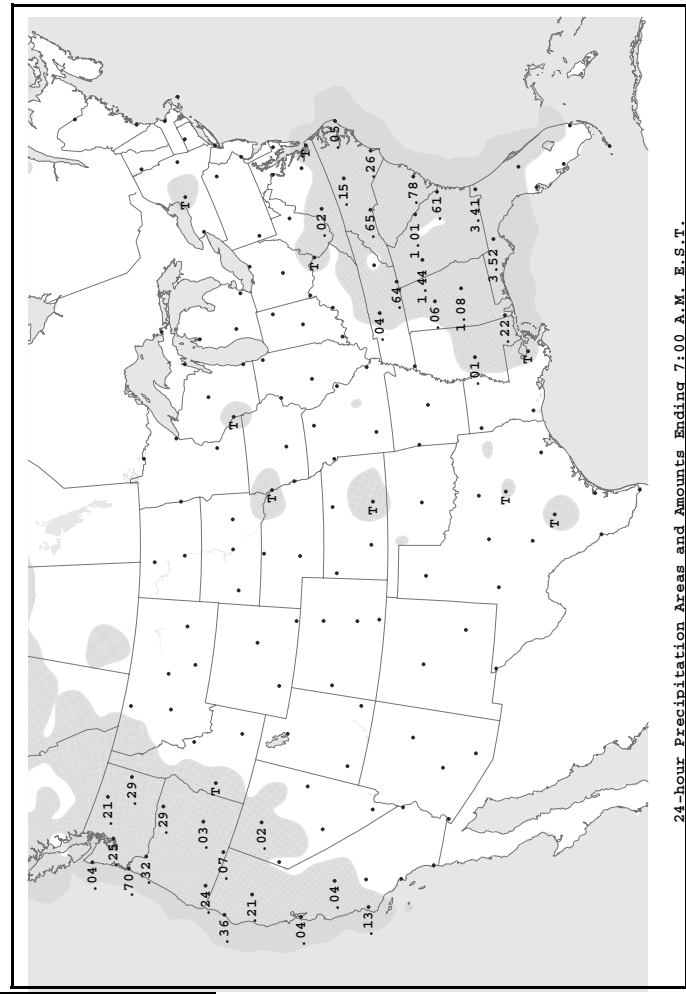 .04
.25
.21
.29
.70
.32
.29
.03
T
.07
.24
.36
.21
.02
.04
.04
.13
T
T
T
T
T
T
T
T
T
.05
.02
.15
.26
.65
.78
.61
1.01
3.41
.64
1.44
.04
.06
1.08
3.52
.22
.01
T
24-hour Precipitation Areas and Amounts Ending 7:00 A.M. E.S.T.